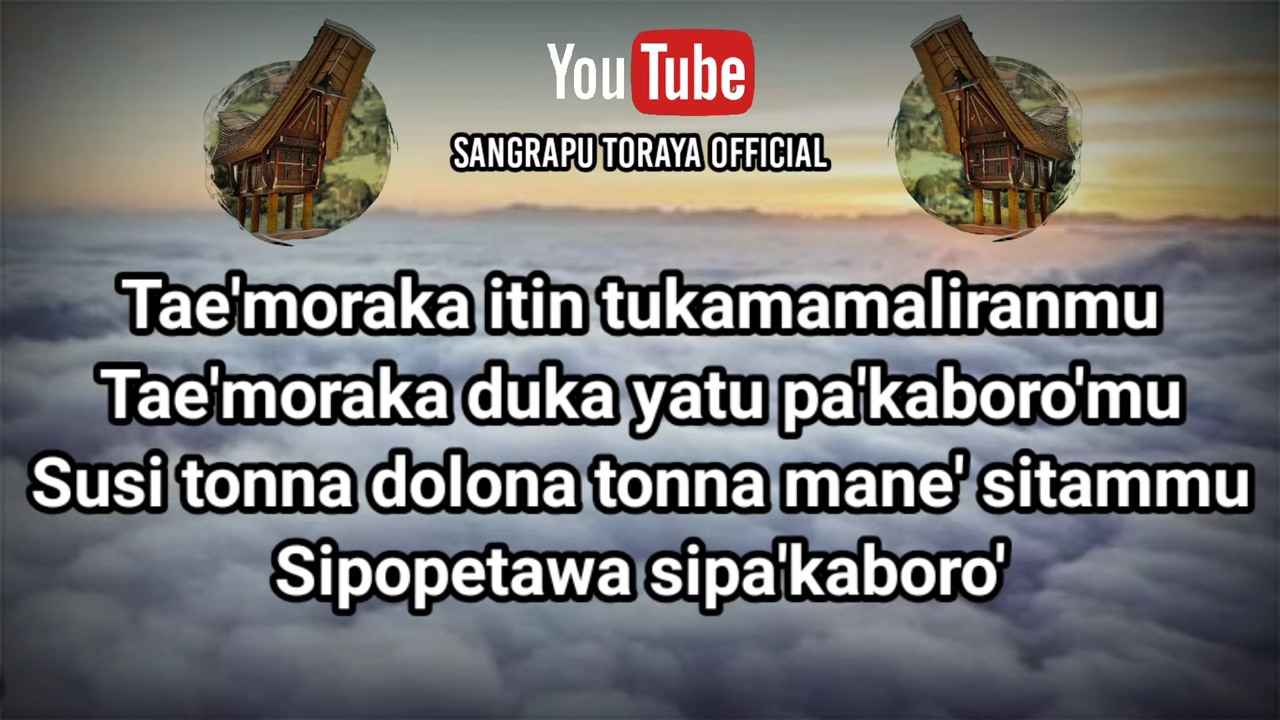 YouTube
SANGRAPU TORAYA OFFICIAL
Tae'moraka itin tukamamaliranmu
Tae'moraka duka yatu pa'kaboro'mu
Susi tonna dolona tonna mane' sitammu
Sipopetawa sipa'kaboro'